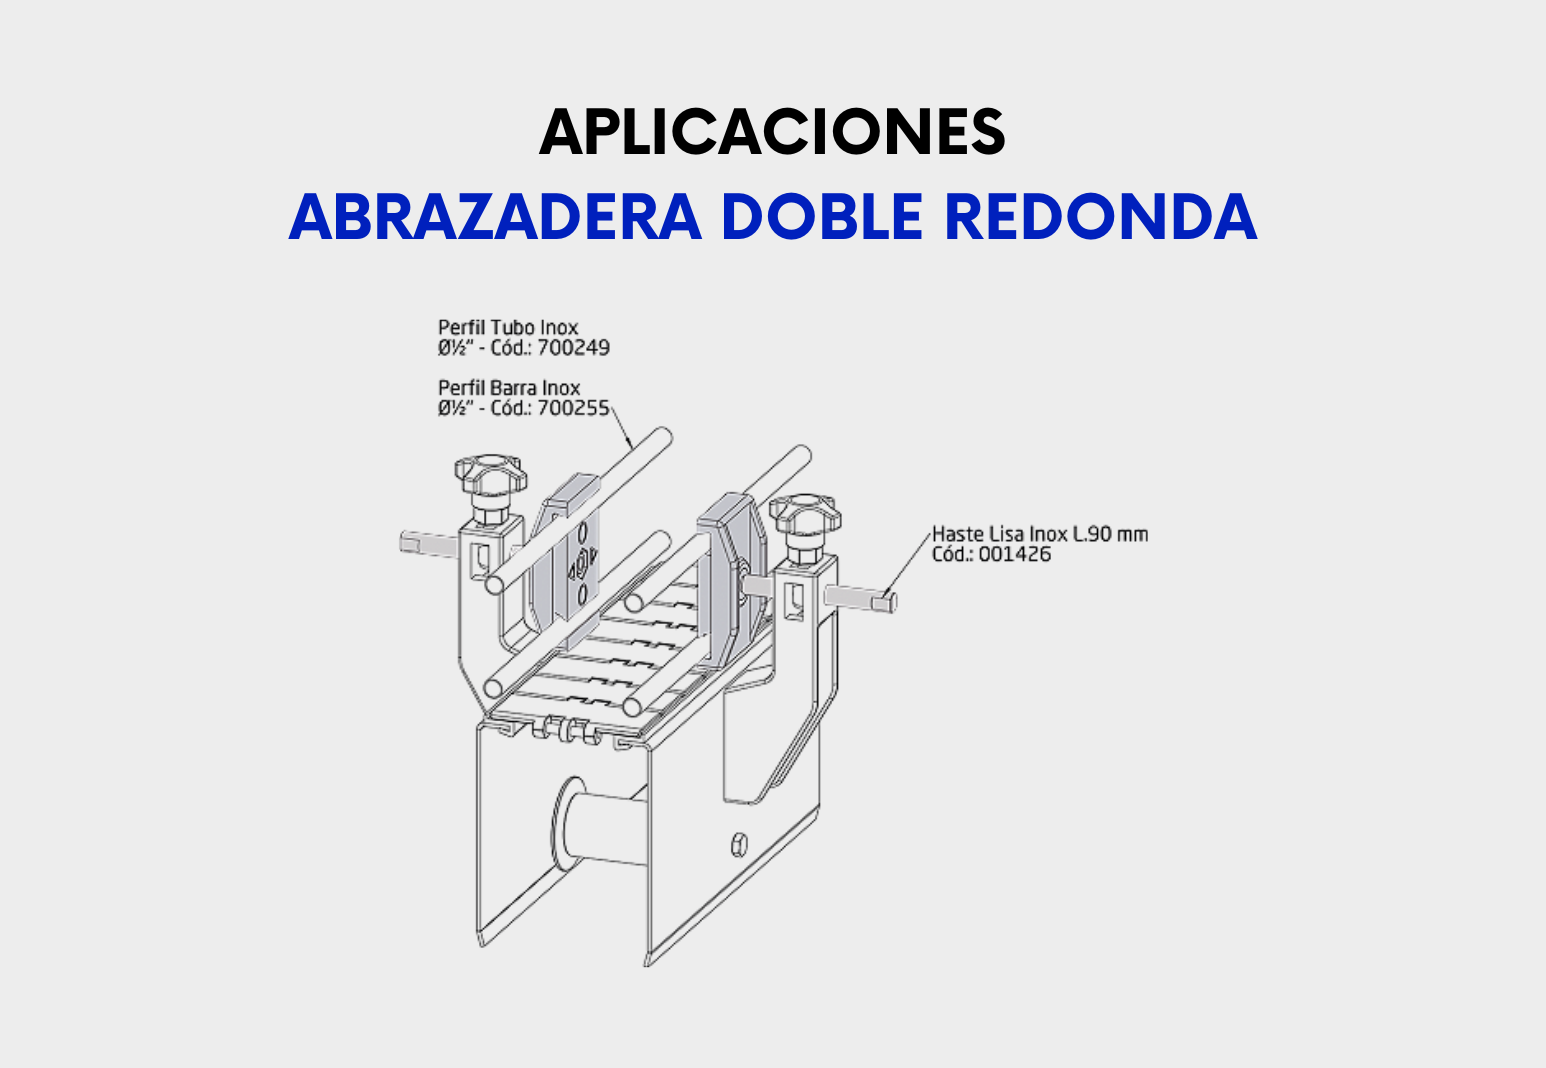 APLICACIONES
ABRAZADERA DOBLE REDONDA
Perfil Tubo Inox
Ø½" - Cód.: 700249
Perfil Barra Inox
Ø½" - Cód.: 700255
Haste Lisa Inox L.90 mm
Cód.: 001426